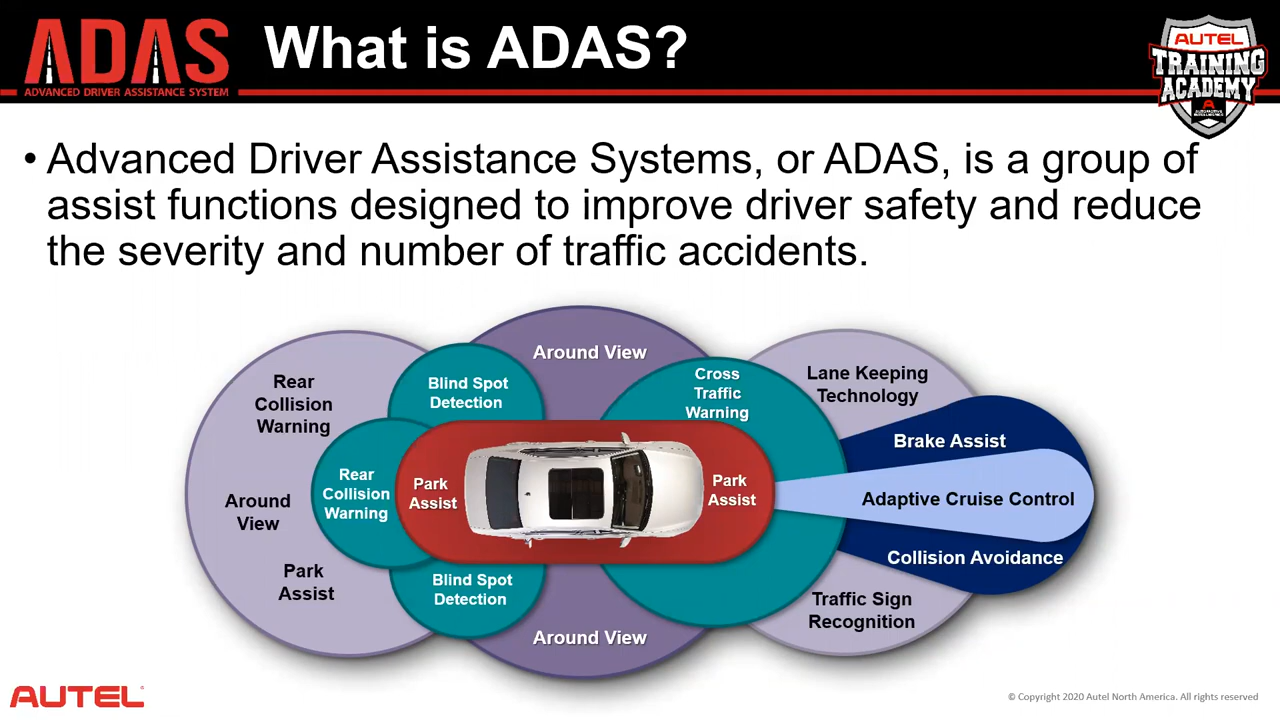 ADAS
ADVANCED DRIVER ASSISTANCE SYSTEM
What is ADAS?
AUTEL
TRAINING
ACADEMY
• Advanced Driver Assistance Systems, or ADAS, is a group of
assist functions designed to improve driver safety and reduce
the severity and number of traffic accidents.
Around View
Rear
Collision
Warning
Blind Spot
Detection
Cross
Traffic
Warning
Lane Keeping
Technology
Brake Assist
Around
View
Rear
Collision
Warning
Park
Assist
Park
Assist
Adaptive Cruise Control
Collision Avoidance
Park
Assist
Blind Spot
Detection
Traffic Sign
Recognition
Around View
AUTEL
© Copyright 2020 Autel North America. All rights reserved